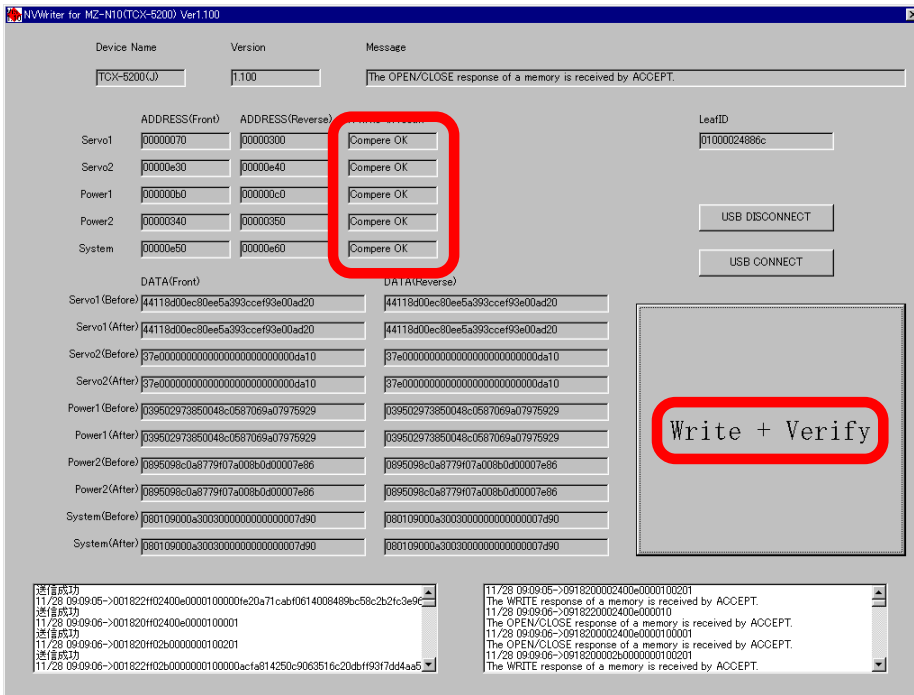 NVWriter for MZ-N10(TCX-5200) Ver1.100
Device Name Version Message
TCX-5200(J) 1.100 The OPEN/CLOSE response of a memory is received by ACCEPT.
ADDRESS(Front) ADDRESS(Reverse) LeafID
Servo1 00000070 00000300 Compere OK 01000024886c
Servo2 00000e30 00000e40 Compere OK
Power1 000000b0 000000c0 Compere OK
Power2 00000340 00000350 Compere OK USB DISCONNECT
System 00000e50 00000e60 Compere OK USB CONNECT
DATA(Front) DATA(Reverse)
Servo1(Before) 44118d00ec80ee5a393ccef93e00ad20 44118d00ec80ee5a393ccef93e00ad20
Servo1(After) 44118d00ec80ee5a393ccef93e00ad20 44118d00ec80ee5a393ccef93e00ad20
Servo2(Before) 37e0000000000000000000000000da10 37e0000000000000000000000000da10
Servo2(After) 37e0000000000000000000000000da10 37e0000000000000000000000000da10
Power1(Before) 039502973850048c0587069a07975929 039502973850048c0587069a07975929
Power1(After) 039502973850048c0587069a07975929 039502973850048c0587069a07975929
Write + Verify
Power2(Before) 0895098c0a8779f07a008b0d00007e86 0895098c0a8779f07a008b0d00007e86
Power2(After) 0895098c0a8779f07a008b0d00007e86 0895098c0a8779f07a008b0d00007e86
System(Before) 080109000a3003000000000000007d90 080109000a3003000000000000007d90
System(After) 080109000a3003000000000000007d90 080109000a3003000000000000007d90
送信成功
11/28 09:09:05->001822ff02400e0000100000fe20a71cabf0614008489bc58c2b2fc3e96
送信成功
11/28 09:09:06->001820ff02400e0000100001
送信成功
11/28 09:09:06->001820ff02b0000000100201
送信成功
11/28 09:09:06->001822ff02b0000000100000acfa814250c9063516c20dbff93f7dd4aa5
11/28 09:09:05->0918200002400e0000100201
The WRITE response of a memory is received by ACCEPT.
11/28 09:09:06->0918220002400e000010
The OPEN/CLOSE response of a memory is received by ACCEPT.
11/28 09:09:06->0918200002400e0000100001
The OPEN/CLOSE response of a memory is received by ACCEPT.
11/28 09:09:06->0918200002b0000000100201
The WRITE response of a memory is received by ACCEPT.